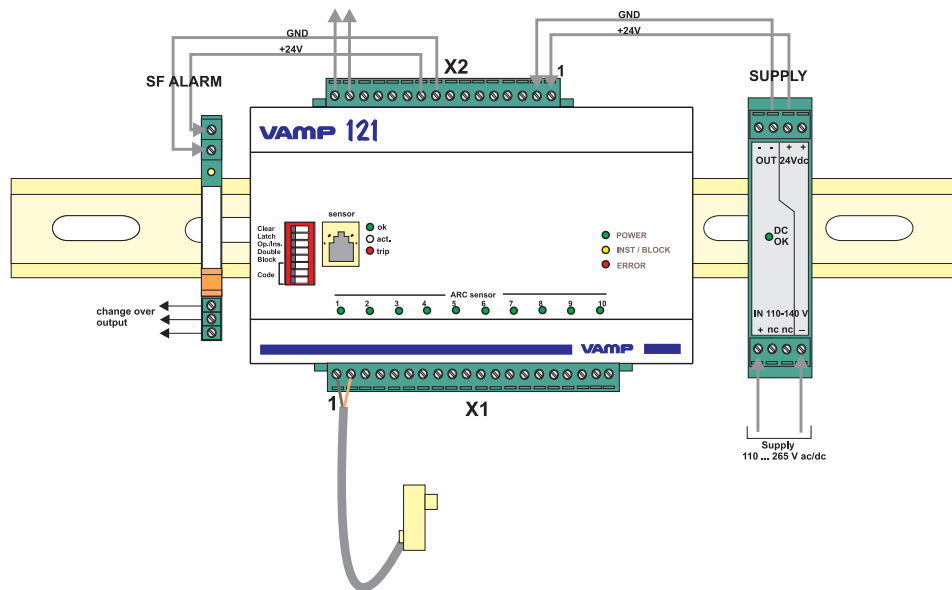 GND
+24V
X2
1
GND
+24V
SF ALARM
SUPPLY
VAMP 121
- - + +
OUT 24Vdc
Clear
Latch
Op./Ins.
Double
Block
Code
sensor
ok
act.
trip
POWER
INST / BLOCK
ERROR
DC
OK
ARC sensor
1 2 3 4 5 6 7 8 9 10
change over
output
IN 110-140 V
+ nc nc –
VAMP
1
X1
Supply
110 ... 265 V ac/dc